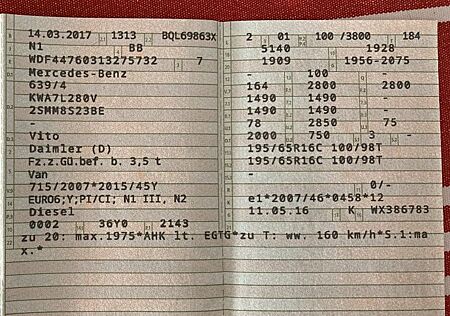 14.03.2017 1313 BQL69863X
N1 BB
WDF44760313275732 7
Mercedes-Benz
639/4
KWA7L280V
2SMM8S23BE
-
Vito
Daimler (D)
Fz.z.Gü.bef. b. 3,5 t
Van
715/2007*2015/45Y
EURO6;Y;PI/CI; N1 III, N2
Diesel
0002 36Y0 2143
2 01 100 /3800 184
5140 1928
1909 1956-2075
- 100 -
164 2800 2800
1490 1490 -
1490 1490 -
78 2850 75
2000 750 3 -
195/65R16C 100/98T
195/65R16C 100/98T
-
- 0/-
e1*2007/46*0458*12
11.05.16 K WX386783
zu 20: max.1975*AHK lt. EGTG*zu T: ww. 160 km/h*S.1:ma
x.*